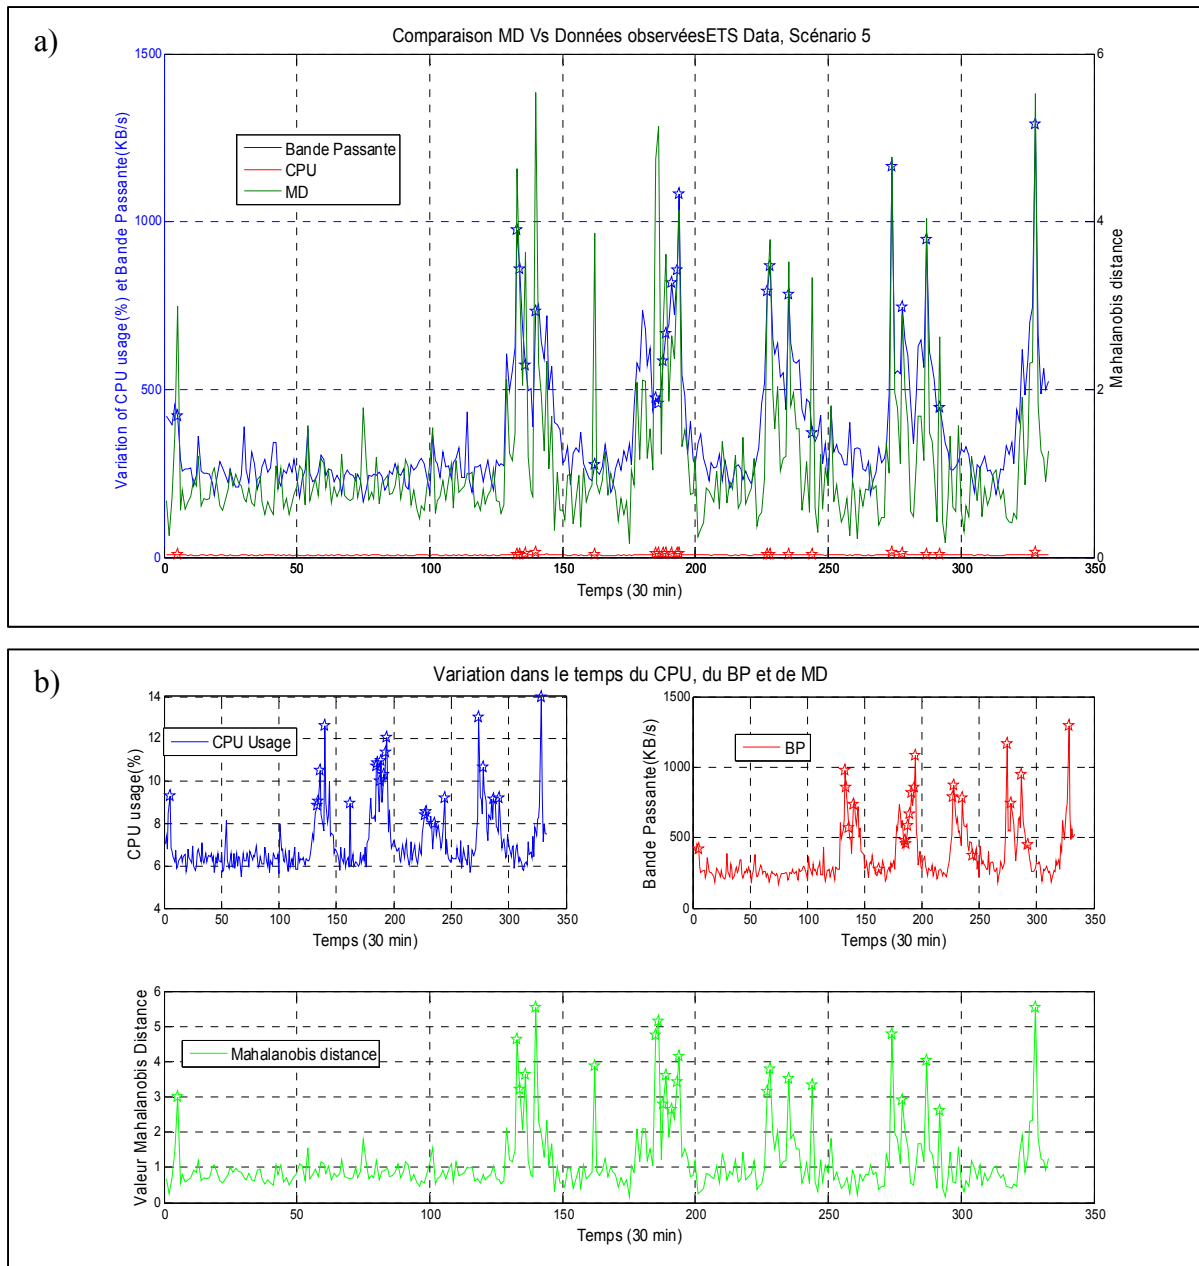 a)
Comparaison MD Vs Données observéesETS Data, Scénario 5
1500
1000
500
0
Variation of CPU usage(%) et Bande Passante(KB/s)
Bande Passante
CPU
MD
6
4
2
0
Mahalanobis distance
50 100 150 200 250 300 350
Temps (30 min)
b)
Variation dans le temps du CPU, du BP et de MD
14
12
10
8
6
4
CPU usage(%)
CPU Usage
0 50 100 150 200 250 300 350
Temps (30 min)
1500
1000
500
0
Bande Passante(KB/s)
BP
0 50 100 150 200 250 300 350
Temps (30 min)
6
5
4
3
2
1
0
Valeur Mahalanobis Distance
Mahalanobis distance
0 50 100 150 200 250 300 350
Temps (30 min)